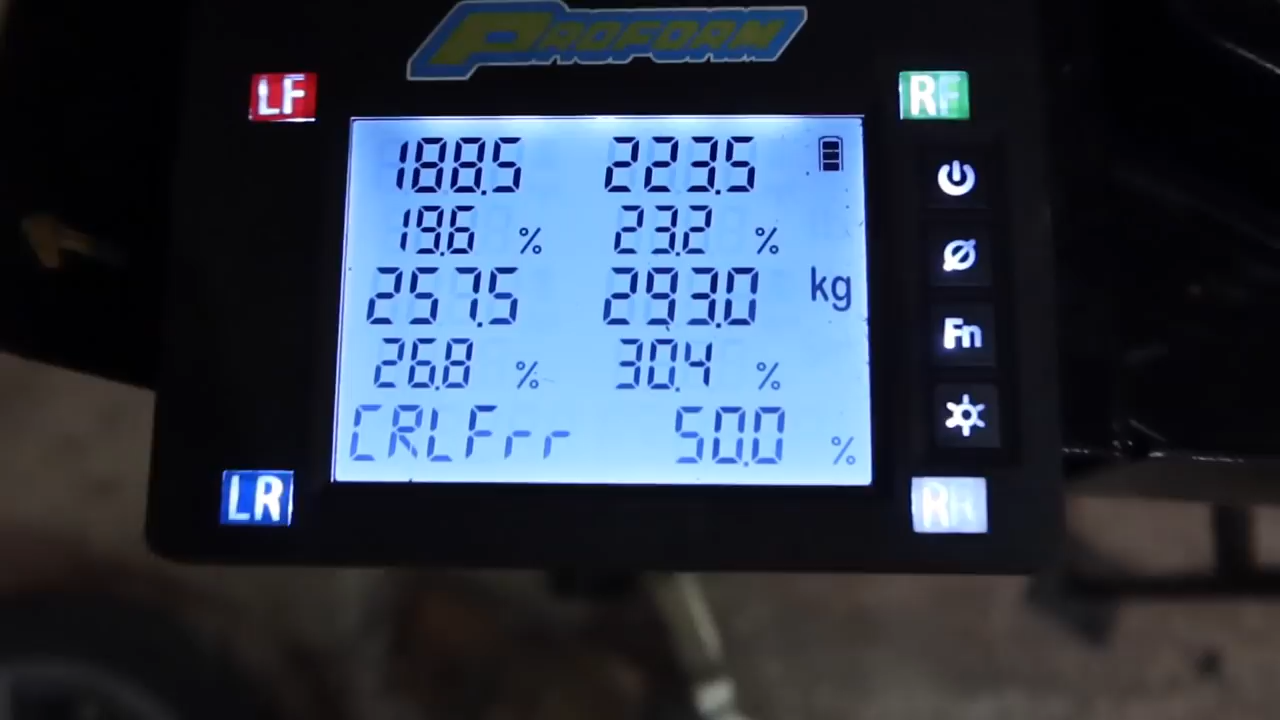 PROFORM
LF RF
188.5 223.5
19.6 % 23.2 %
257.5 293.0 kg
26.8 % 30.4 %
CRLFrr 50.0 %
Fn
LR RR